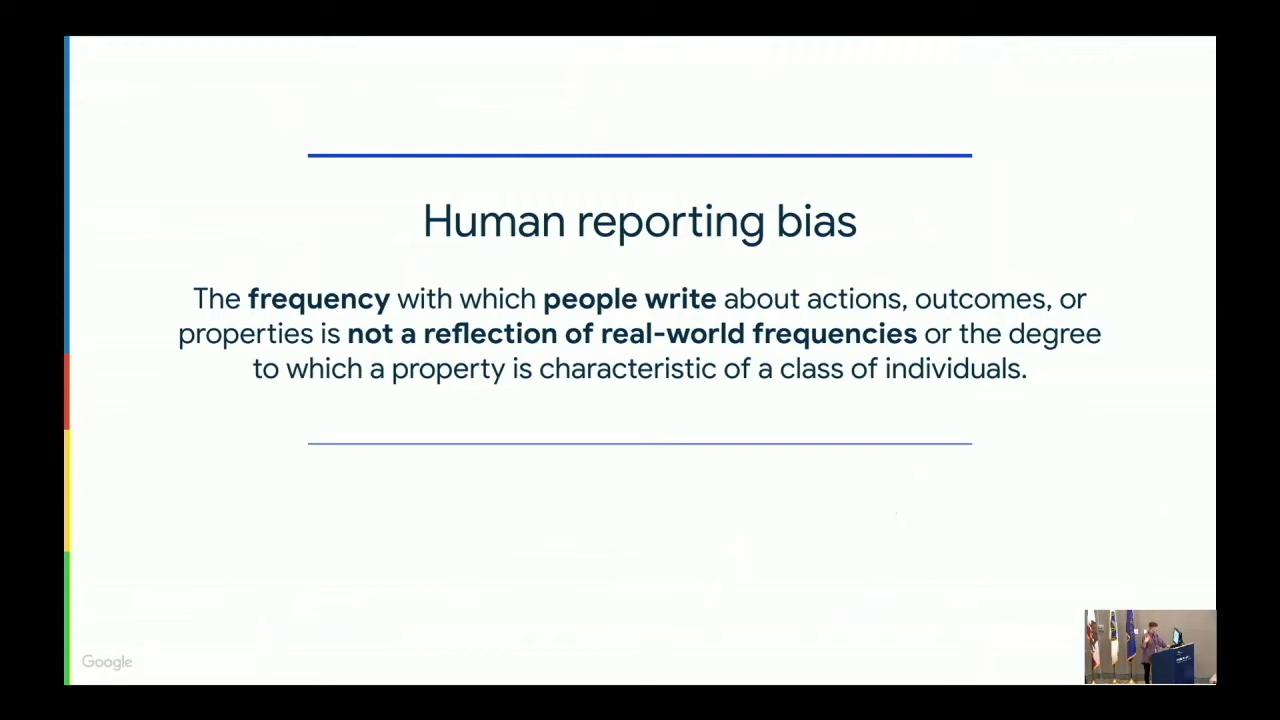 Human reporting bias
The frequency with which people write about actions, outcomes, or
properties is not a reflection of real-world frequencies or the degree
to which a property is characteristic of a class of individuals.
Google